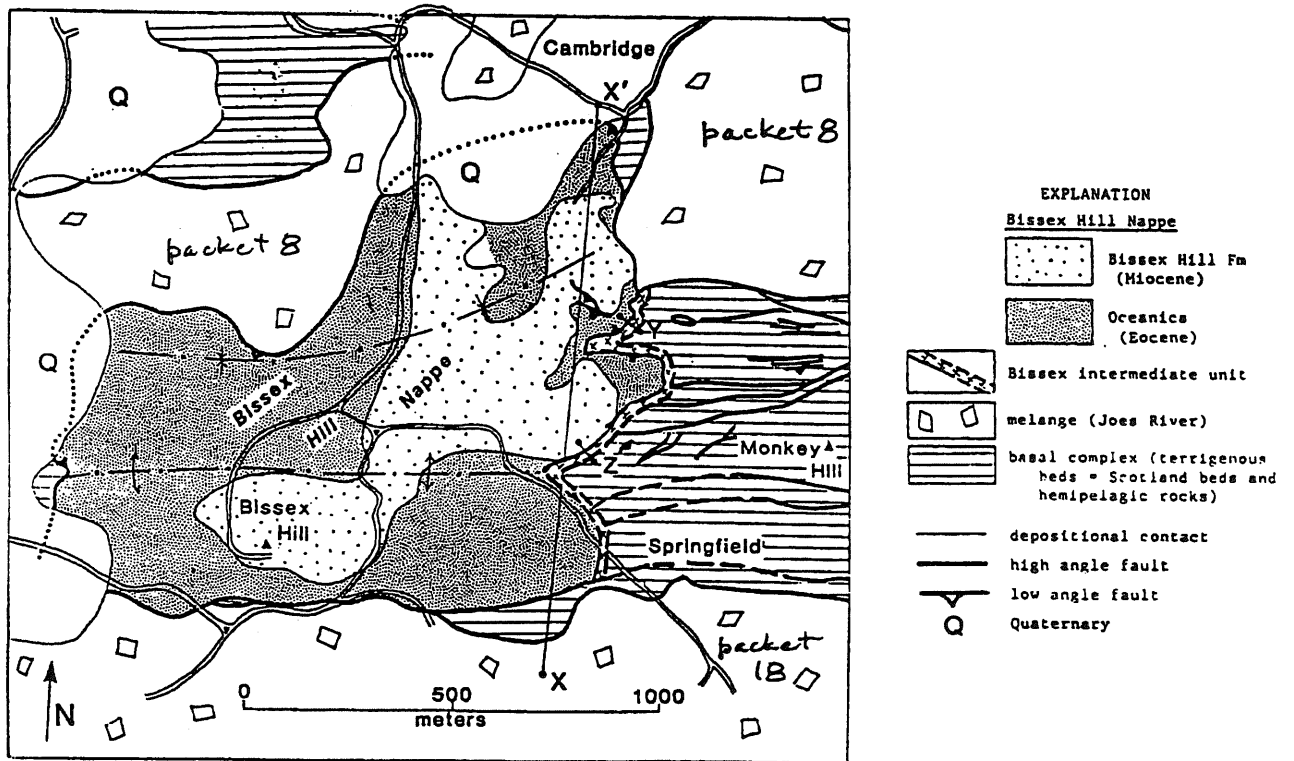 Cambridge
X'
Q
packet 8
Q
packet 8
Q
Y
Bissex
Hill
Nappe
Z
Monkey
Hill
Bissex
Hill
Springfield
packet
18
X
N
0 500 1000
meters
EXPLANATION
Bissex Hill Nappe
Bissex Hill Fm
(Miocene)
Oceanics
(Eocene)
Bissex intermediate unit
melange (Joes River)
basal complex (terrigenous
beds = Scotland beds and
hemipelagic rocks)
depositional contact
high angle fault
low angle fault
Q Quaternary